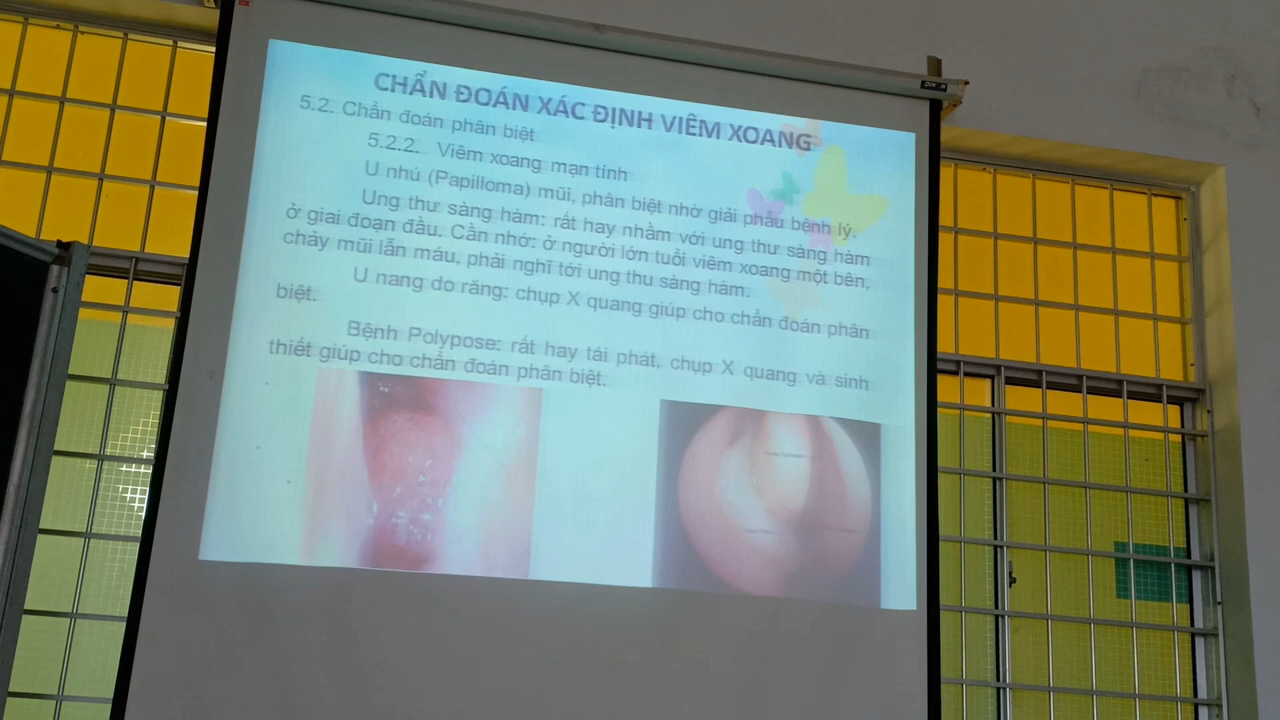 CHẨN ĐOÁN XÁC ĐỊNH VIÊM XOANG
5.2. Chẩn đoán phân biệt
5.2.2. Viêm xoang mạn tính
U nhú (Papilloma) mũi, phân biệt nhờ giải phẫu bệnh lý.
Ung thư sàng hàm: rất hay nhầm với ung thư sàng hàm
ở giai đoạn đầu. Cần nhớ: ở người lớn tuổi viêm xoang một bên,
chảy mũi lẫn máu, phải nghĩ tới ung thu sàng hàm.
U nang do răng: chụp X quang giúp cho chẩn đoán phân
biệt.
Bệnh Polypose: rất hay tái phát, chụp X quang và sinh
thiết giúp cho chẩn đoán phân biệt.